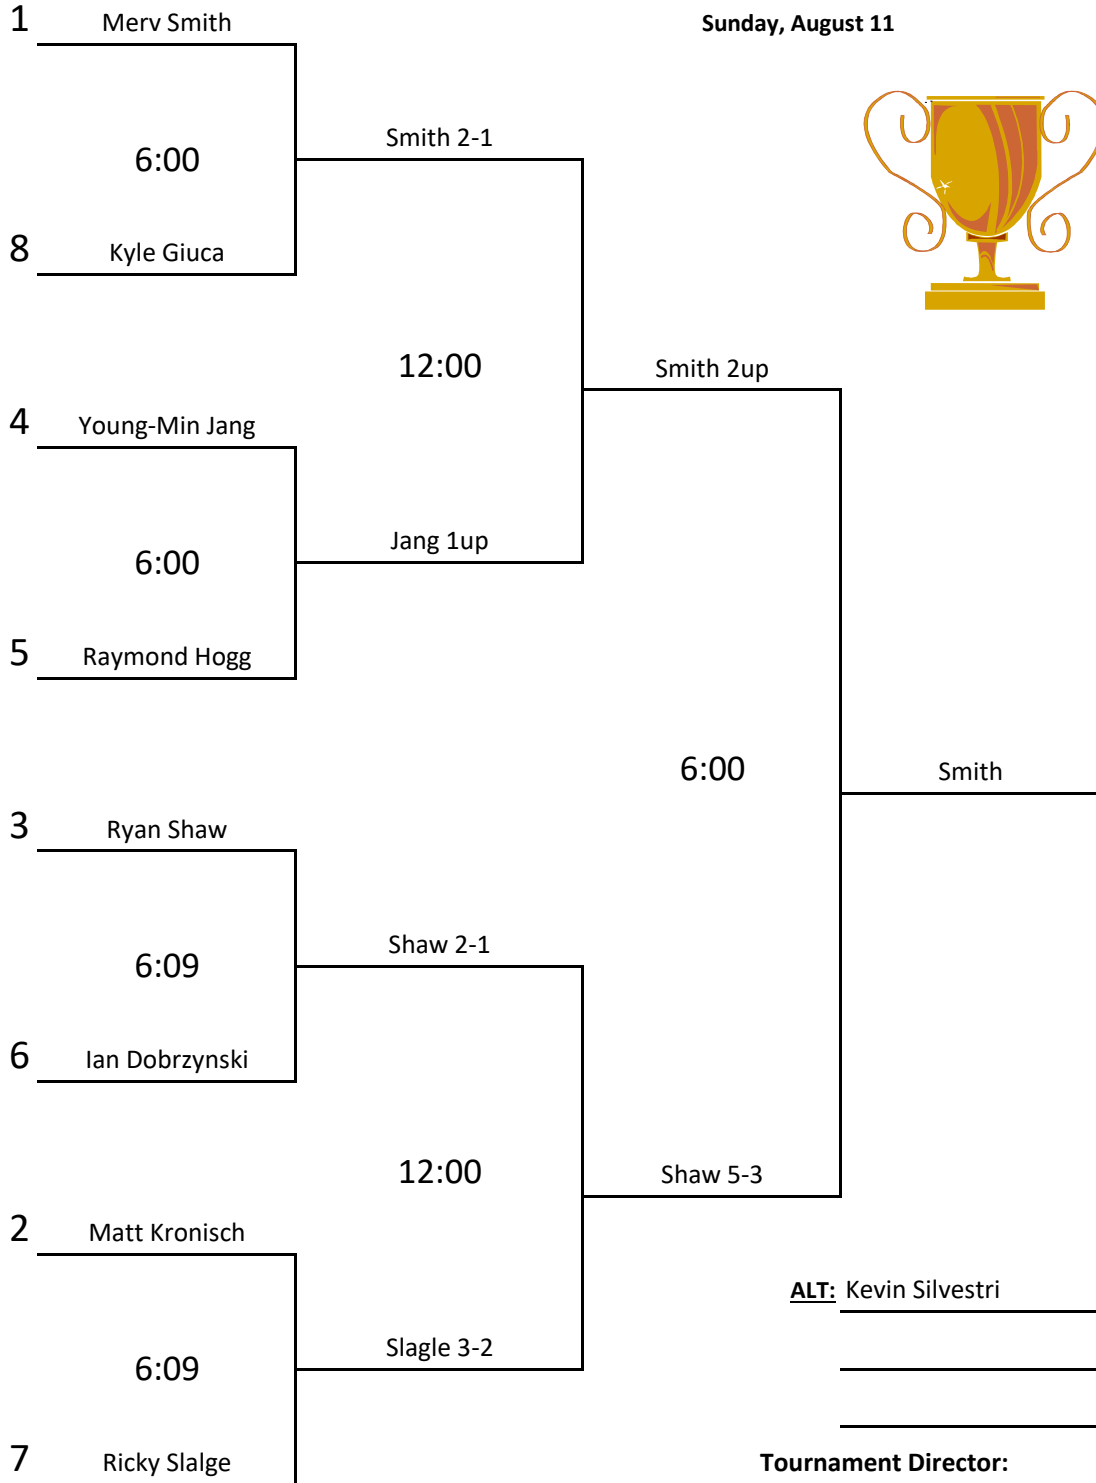 1 Merv Smith
Sunday, August 11
Smith 2-1
6:00
8 Kyle Giuca
12:00
Smith 2up
4 Young-Min Jang
Jang 1up
6:00
5 Raymond Hogg
6:00
Smith
3 Ryan Shaw
Shaw 2-1
6:09
6 Ian Dobrzynski
12:00
Shaw 5-3
2 Matt Kronisch
ALT: Kevin Silvestri
Slagle 3-2
6:09
7 Ricky Slalge
Tournament Director: